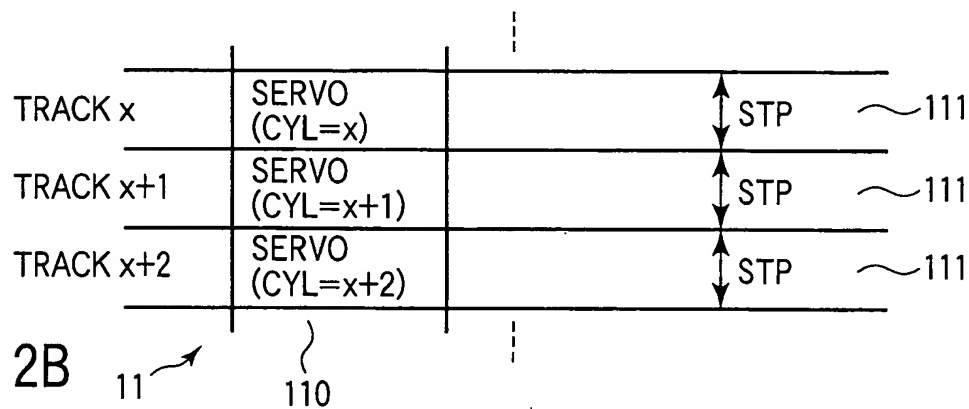 TRACK x SERVO (CYL=x) STP 111
TRACK x+1 SERVO (CYL=x+1) STP 111
TRACK x+2 SERVO (CYL=x+2) STP 111
2B 11 110